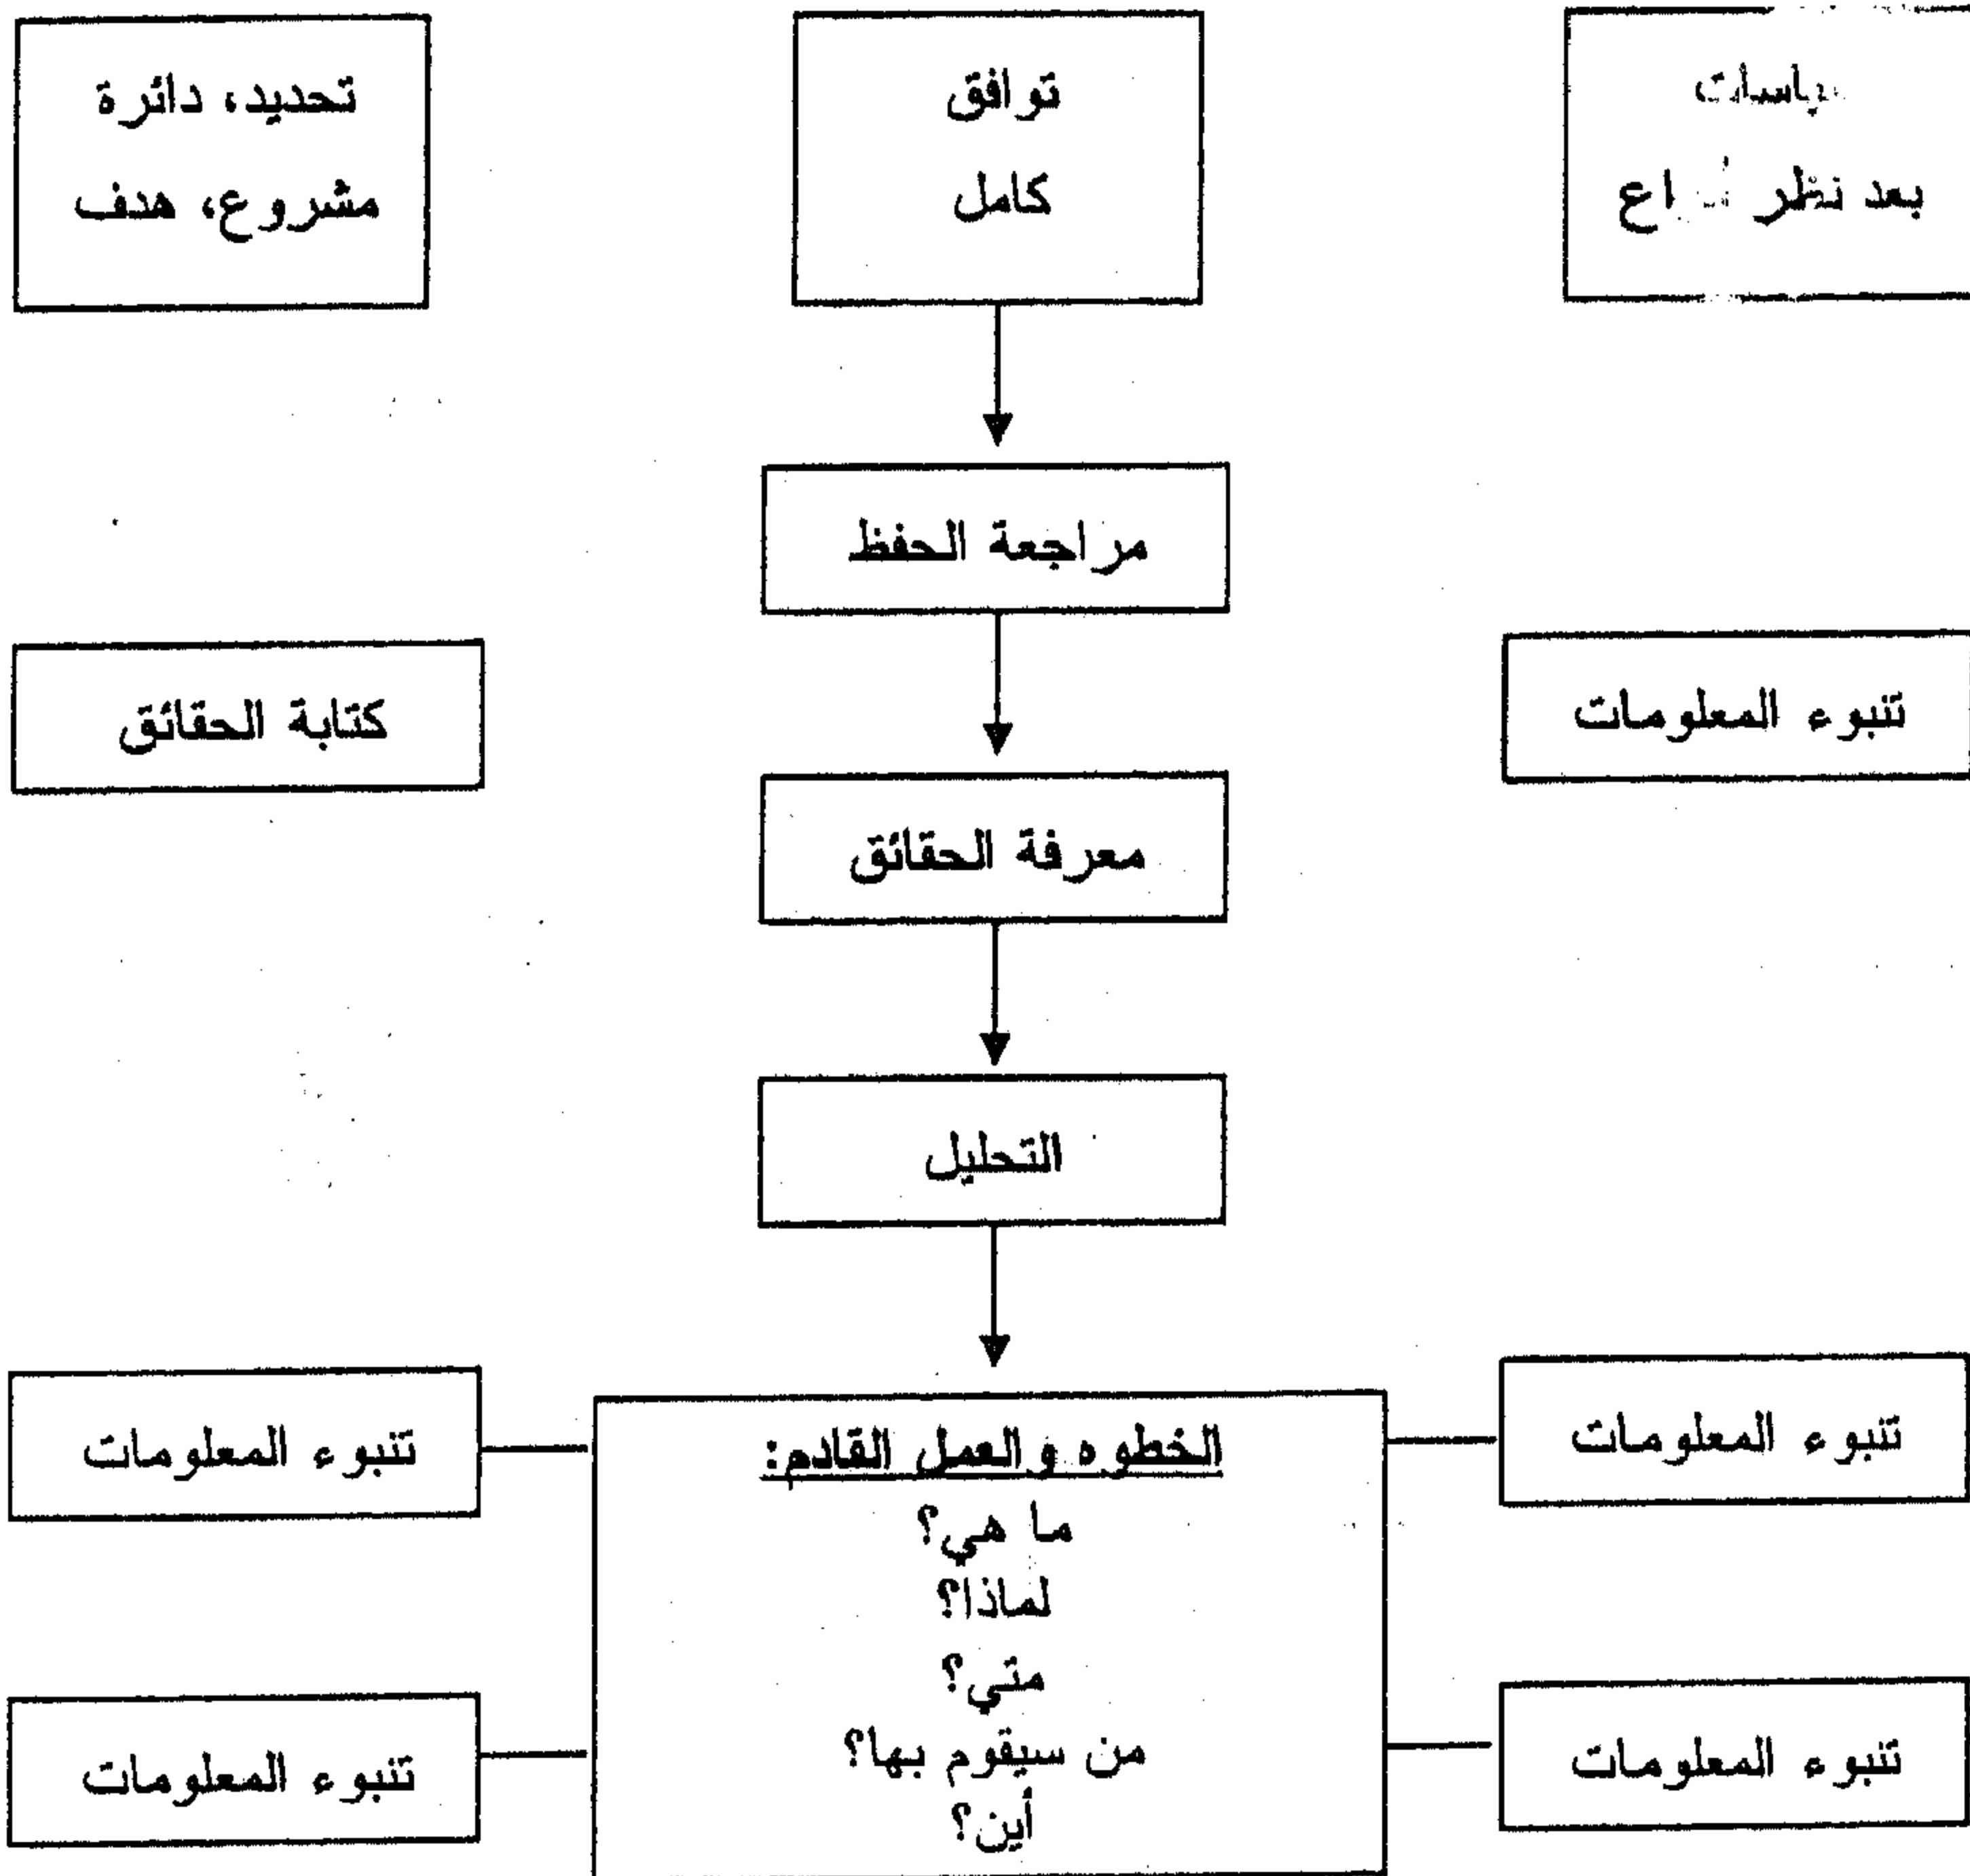 بعد نظر
توافق
كامل
تحديد، دائرة
مشروع، هدف
مراجعة الحفظ
تنبوء المعلومات
كتابة الحقائق
معرفة الحقائق
التحليل
تنبوء المعلومات
الخطوه والعمل القادم:
ما هي؟
لماذا؟
متي؟
من سيقوم بها؟
أين؟
تنبوء المعلومات
تنبوء المعلومات
تنبوء المعلومات